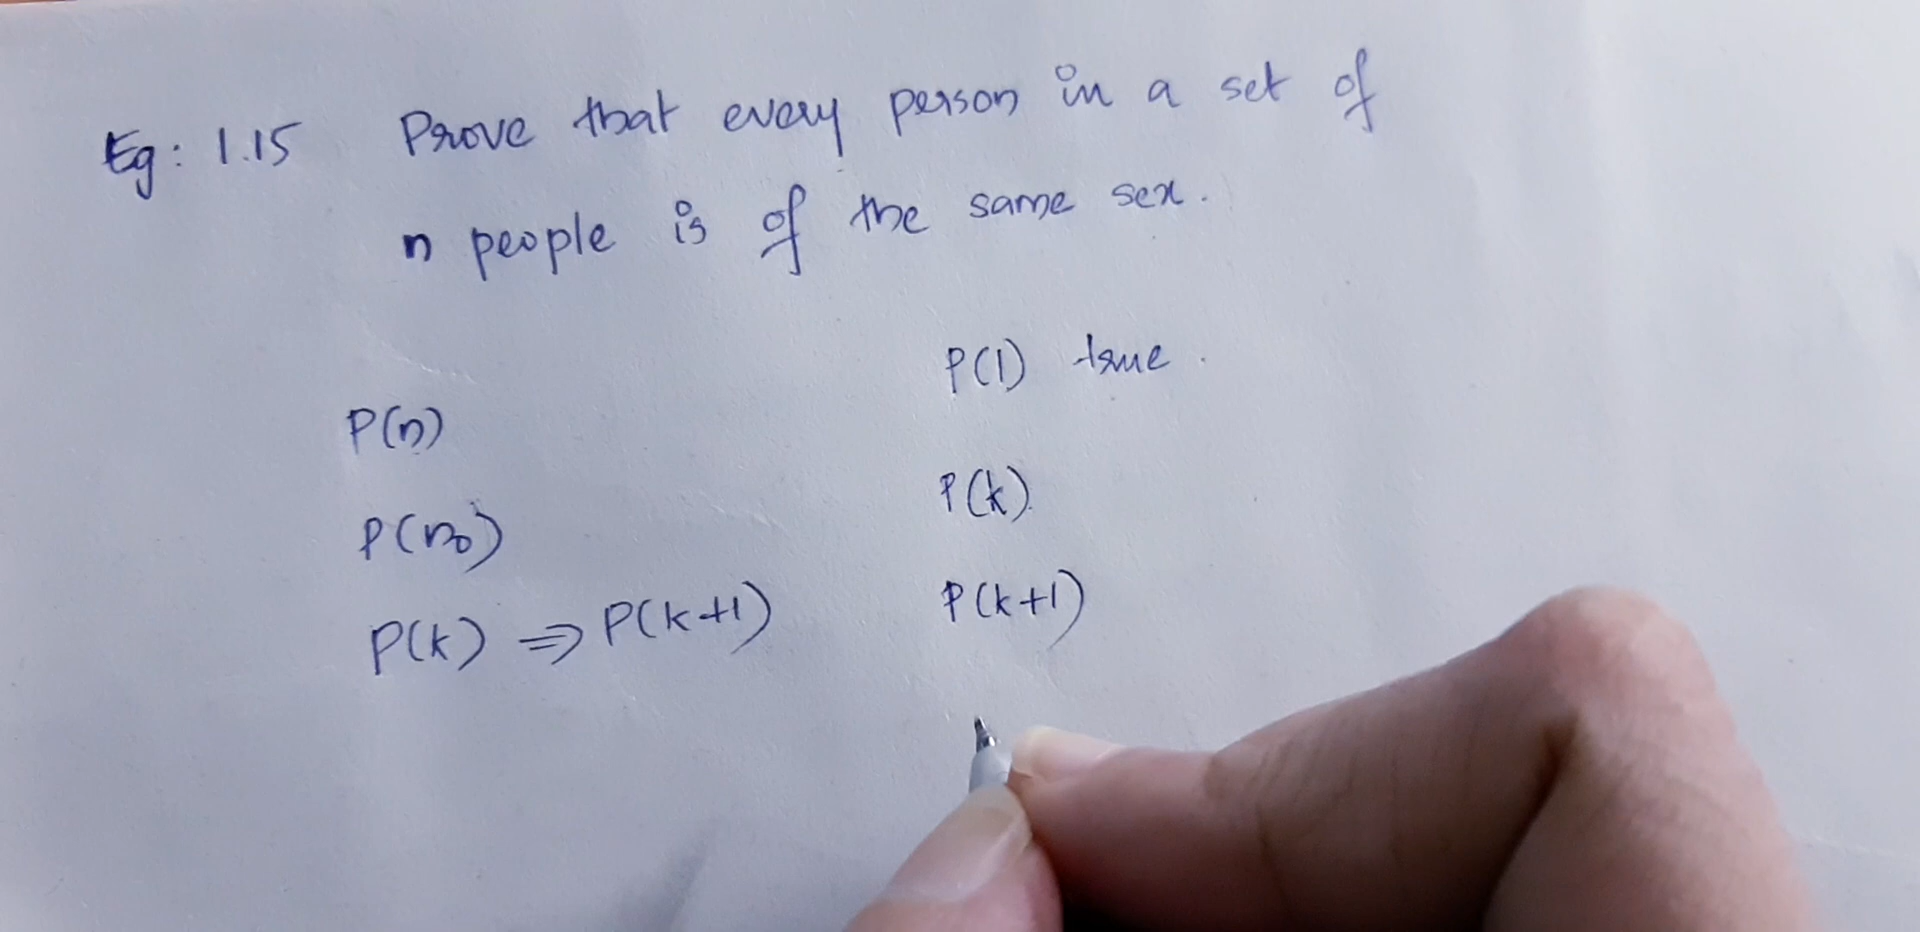 Eg: 1.15 Prove that every person in a set of
n people is of the same sex.
P(1) true.
P(n)
P(k)
P(n₀)
P(k+1)
P(k) ⇒ P(k+1)